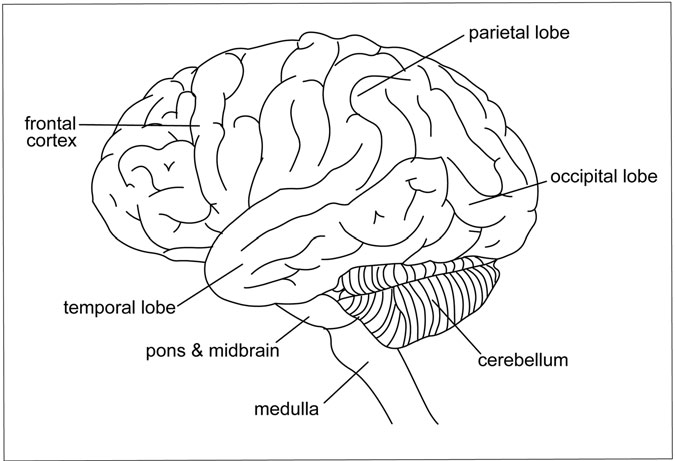 parietal lobe
frontal
cortex
occipital lobe
temporal lobe
pons & midbrain
cerebellum
medulla